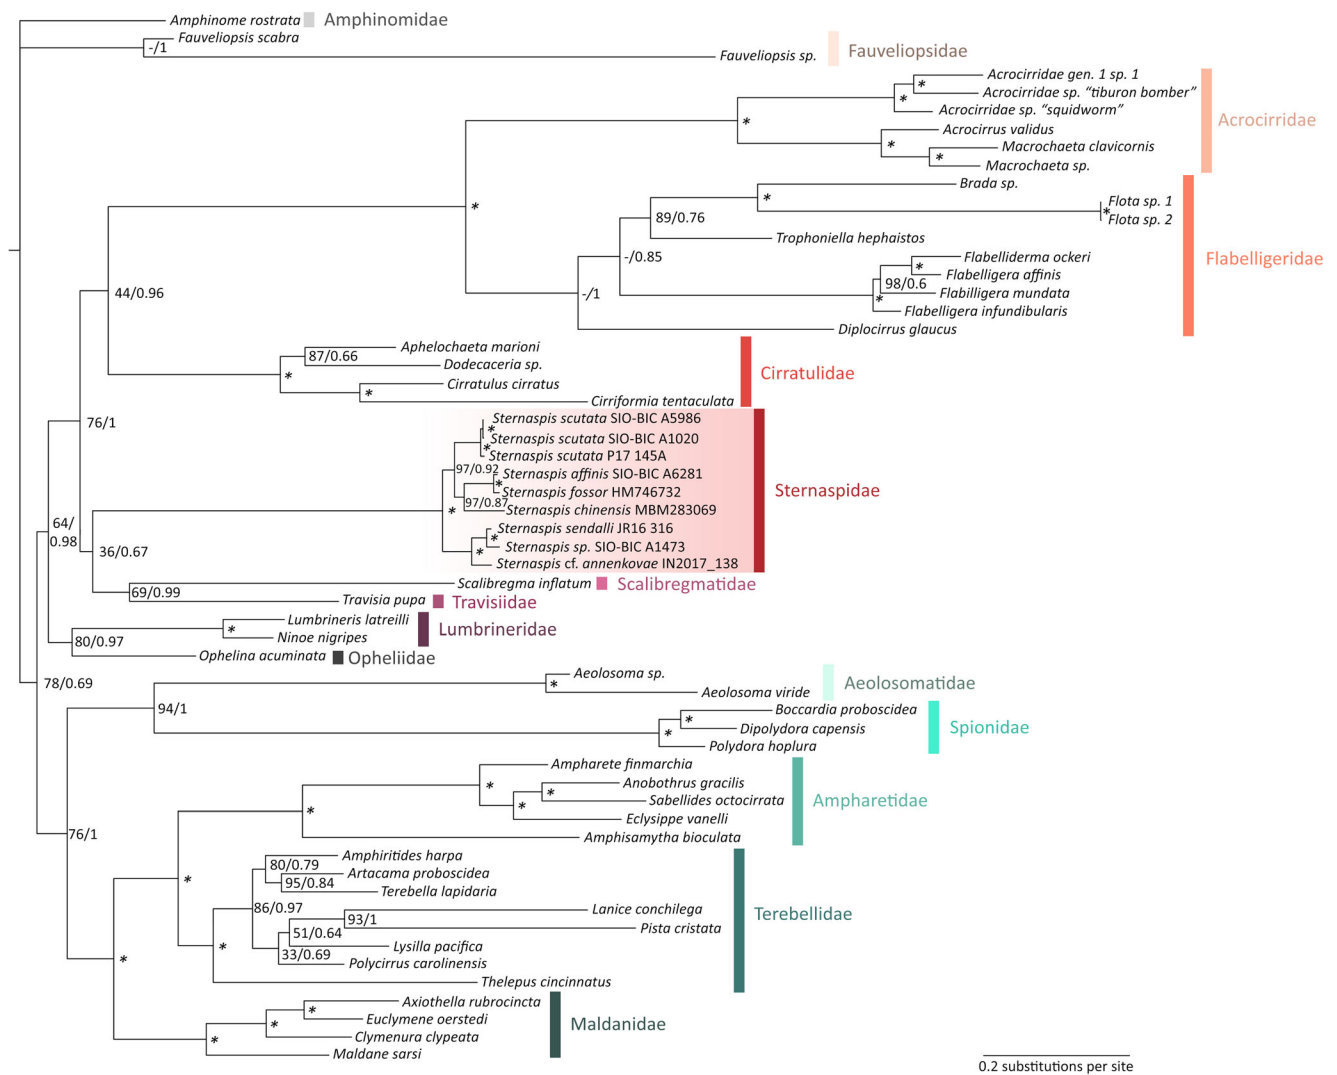 Amphinome rostrata Amphinomidae
Fauveliopsis scabra
-/1
Fauveliopsis sp. Fauveliopsidae
Acrocirridae gen. 1 sp. 1
*
Acrocirridae sp. “tiburon bomber”
*
Acrocirridae sp. “squidworm”
* Acrocirridae
Acrocirrus validus
*
Macrochaeta clavicornis
*
Macrochaeta sp.
Brada sp.
*
Flota sp. 1
*
Flota sp. 2
*
89/0.76
Trophoniella hephaistos
-/0.85
Flabelliderma ockeri
Flabelligeridae
*
Flabelligera affinis
98/0.6
Flabilligera mundata
*
-/1
44/0.96
Flabelligera infundibularis
Diplocirrus glaucus
Aphelochaeta marioni
87/0.66
Dodecaceria sp.
* Cirratulidae
Cirratulus cirratus
*
Cirriformia tentaculata
76/1
Sternaspis scutata SIO-BIC A5986
*
Sternaspis scutata SIO-BIC A1020
*
Sternaspis scutata P17 145A
97/0.92
Sternaspis affinis SIO-BIC A6281
*
Sternaspis fossor HM746732
Sternaspidae
97/0.87
Sternaspis chinensis MBM283069
*
Sternaspis sendalli JR16 316
*
Sternaspis sp. SIO-BIC A1473
*
Sternaspis cf. annenkovae IN2017_138
64/
0.98
36/0.67
Scalibregma inflatum Scalibregmatidae
69/0.99
Travisia pupa Travisiidae
Lumbrineris latreilli
* Lumbrineridae
Ninoe nigripes
80/0.97
Ophelina acuminata Opheliidae
78/0.69
Aeolosoma sp.
* Aeolosomatidae
Aeolosoma viride
94/1
Boccardia proboscidea
*
Dipolydora capensis Spionidae
*
Polydora hoplura
Ampharete finmarchia
*
Anobothrus gracilis
*
Sabellides octocirrata Ampharetidae
*
Eclysippe vanelli
*
Amphisamytha bioculata
76/1
Amphiritides harpa
80/0.79
Artacama proboscidea
95/0.84
Terebella lapidaria
*
86/0.97
Lanice conchilega Terebellidae
93/1
Pista cristata
51/0.64
Lysilla pacifica
*
33/0.69
Polycirrus carolinensis
*
Thelepus cincinnatus
Axiothella rubrocincta
*
Euclymene oerstedi
* Maldanidae
Clymenura clypeata
*
Maldane sarsi
0.2 substitutions per site